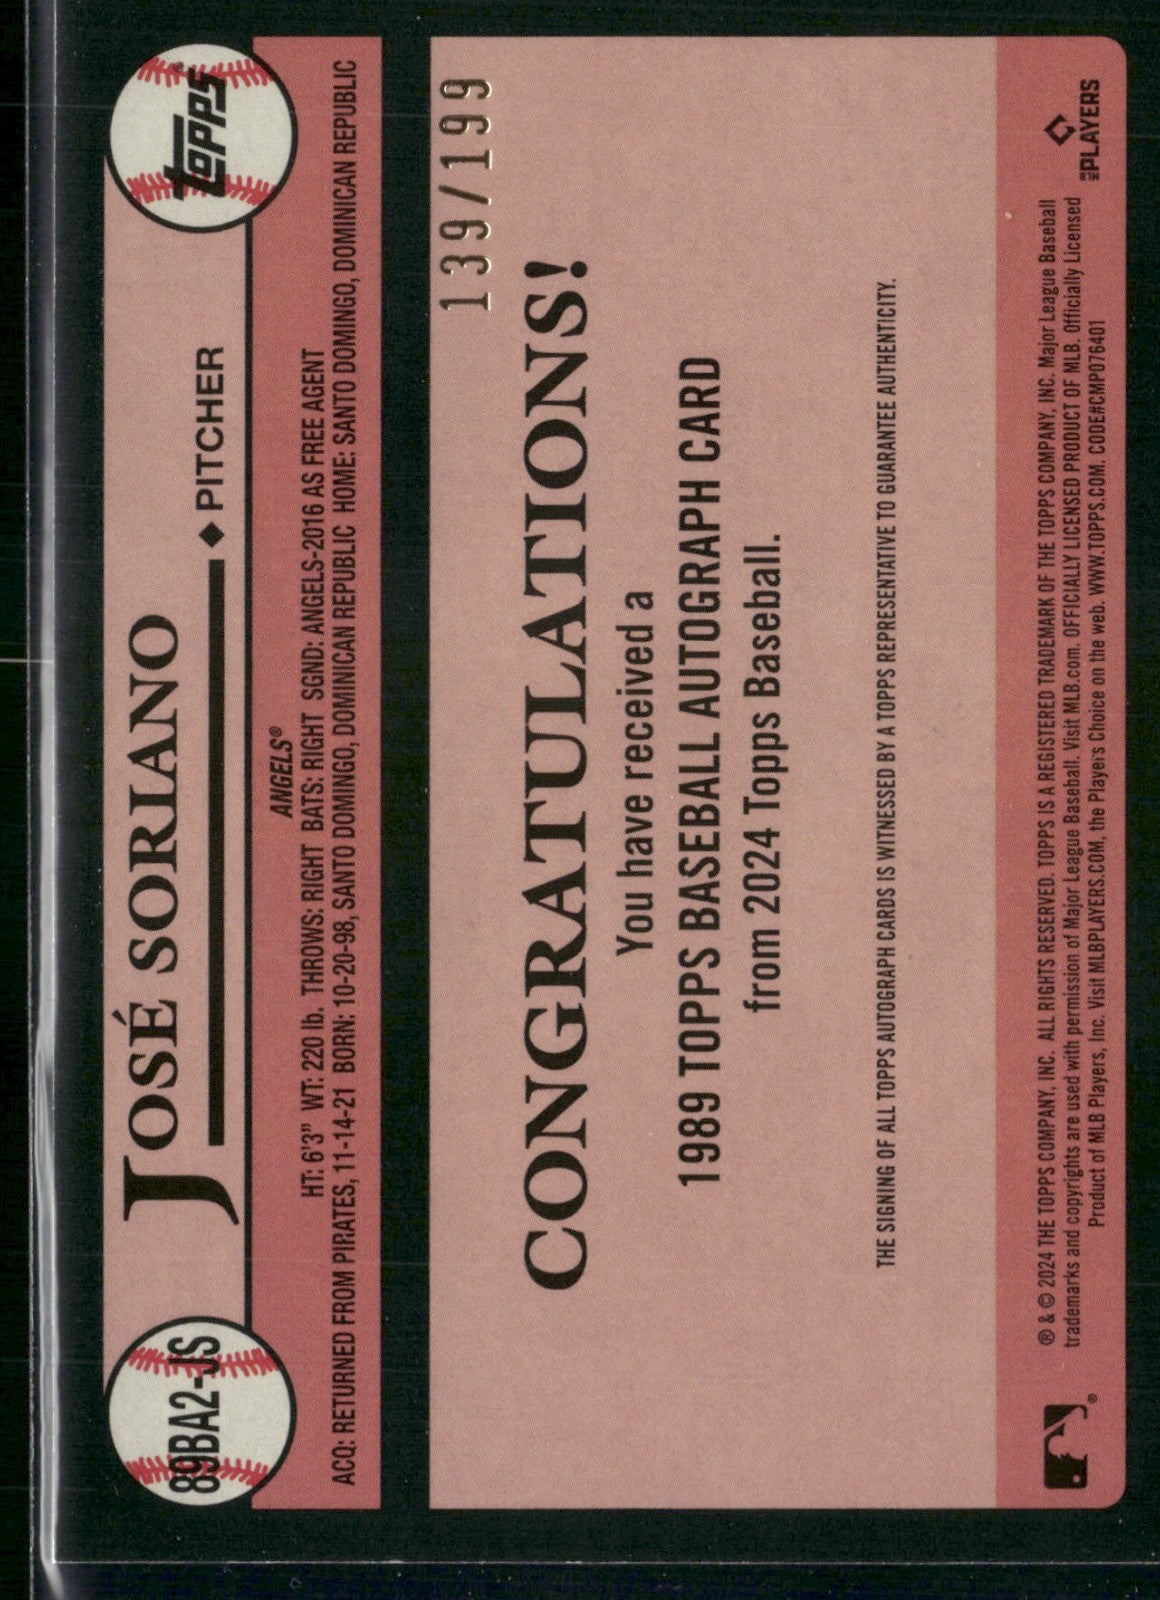 89BA2-JS
JOSÉ SORIANO
◆ PITCHER
TOPPS®
ANGELS®
HT: 6'3" WT: 220 lb. THROWS: RIGHT BATS: RIGHT SGND: ANGELS-2016 AS FREE AGENT
ACQ: RETURNED FROM PIRATES, 11-14-21 BORN: 10-20-98, SANTO DOMINGO, DOMINICAN REPUBLIC HOME: SANTO DOMINGO, DOMINICAN REPUBLIC
139/199
CONGRATULATIONS!
You have received a
1989 TOPPS BASEBALL AUTOGRAPH CARD
from 2024 Topps Baseball.
THE SIGNING OF ALL TOPPS AUTOGRAPH CARDS IS WITNESSED BY A TOPPS REPRESENTATIVE TO GUARANTEE AUTHENTICITY.
® & © 2024 THE TOPPS COMPANY, INC. ALL RIGHTS RESERVED. TOPPS IS A REGISTERED TRADEMARK OF THE TOPPS COMPANY, INC. Major League Baseball
trademarks and copyrights are used with permission of Major League Baseball. Visit MLB.com. OFFICIALLY LICENSED PRODUCT OF MLB. Officially Licensed
Product of MLB Players, Inc. Visit MLBPLAYERS.COM, the Players Choice on the web. WWW.TOPPS.COM. CODE#CMP076401
®
MLB PLAYERS